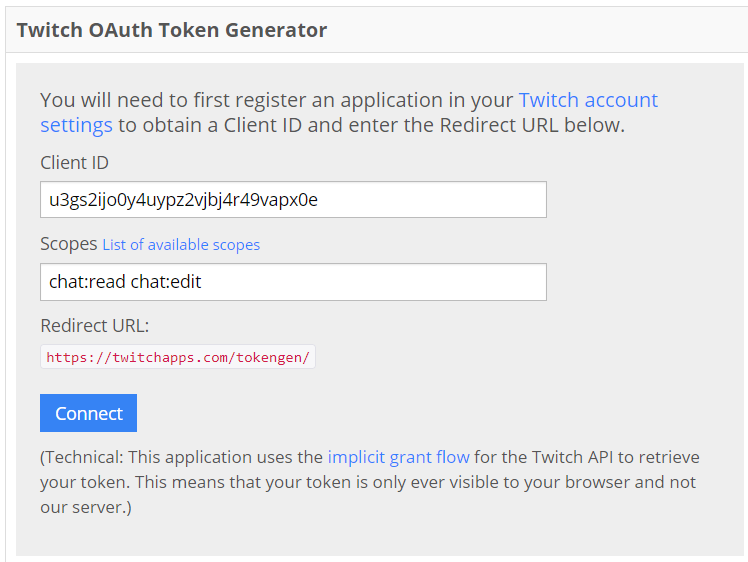 Twitch OAuth Token Generator
You will need to first register an application in your Twitch account
settings to obtain a Client ID and enter the Redirect URL below.
Client ID
u3gs2ijo0y4uypz2vjbj4r49vapx0e
Scopes List of available scopes
chat:read chat:edit
Redirect URL:
https://twitchapps.com/tokengen/
Connect
(Technical: This application uses the implicit grant flow for the Twitch API to retrieve
your token. This means that your token is only ever visible to your browser and not
our server.)